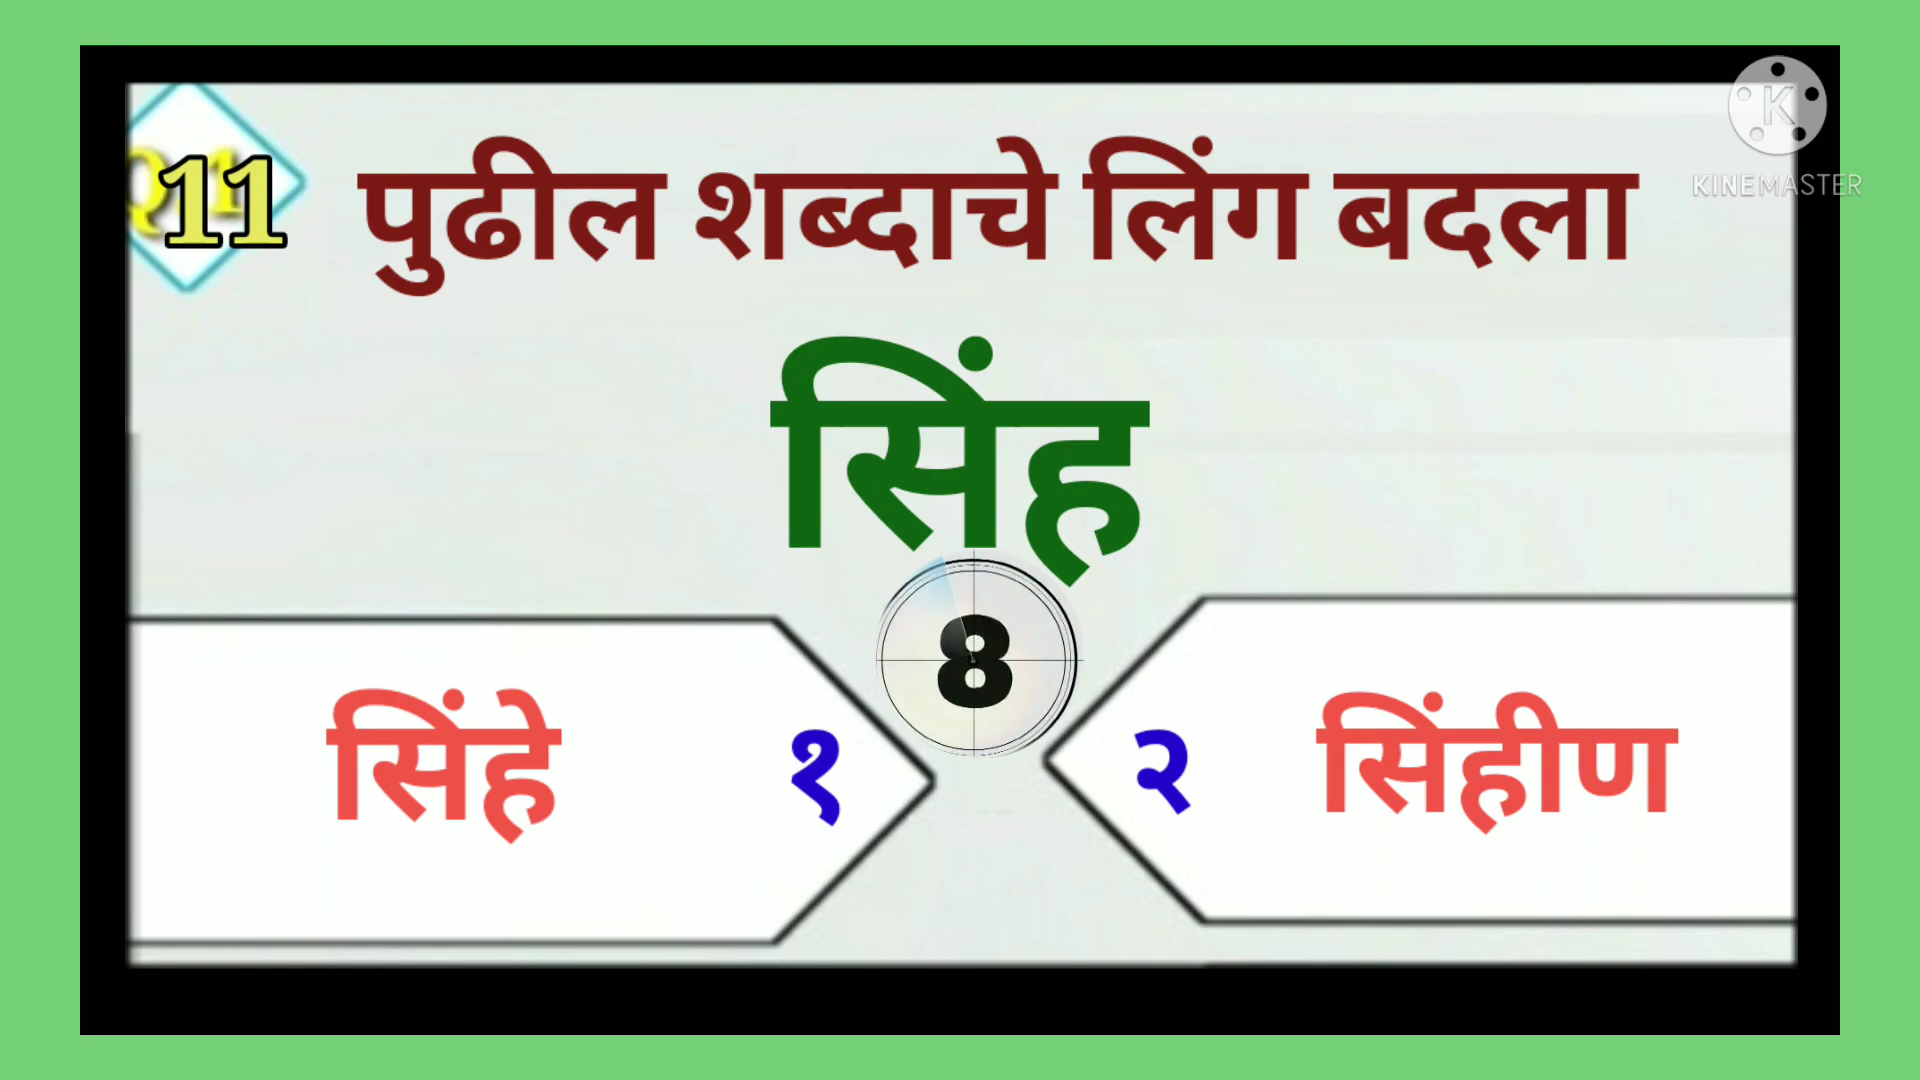 11 पुढील शब्दाचे लिंग बदला
KINEMASTER
सिंह
8
सिंहे १
२ सिंहीण